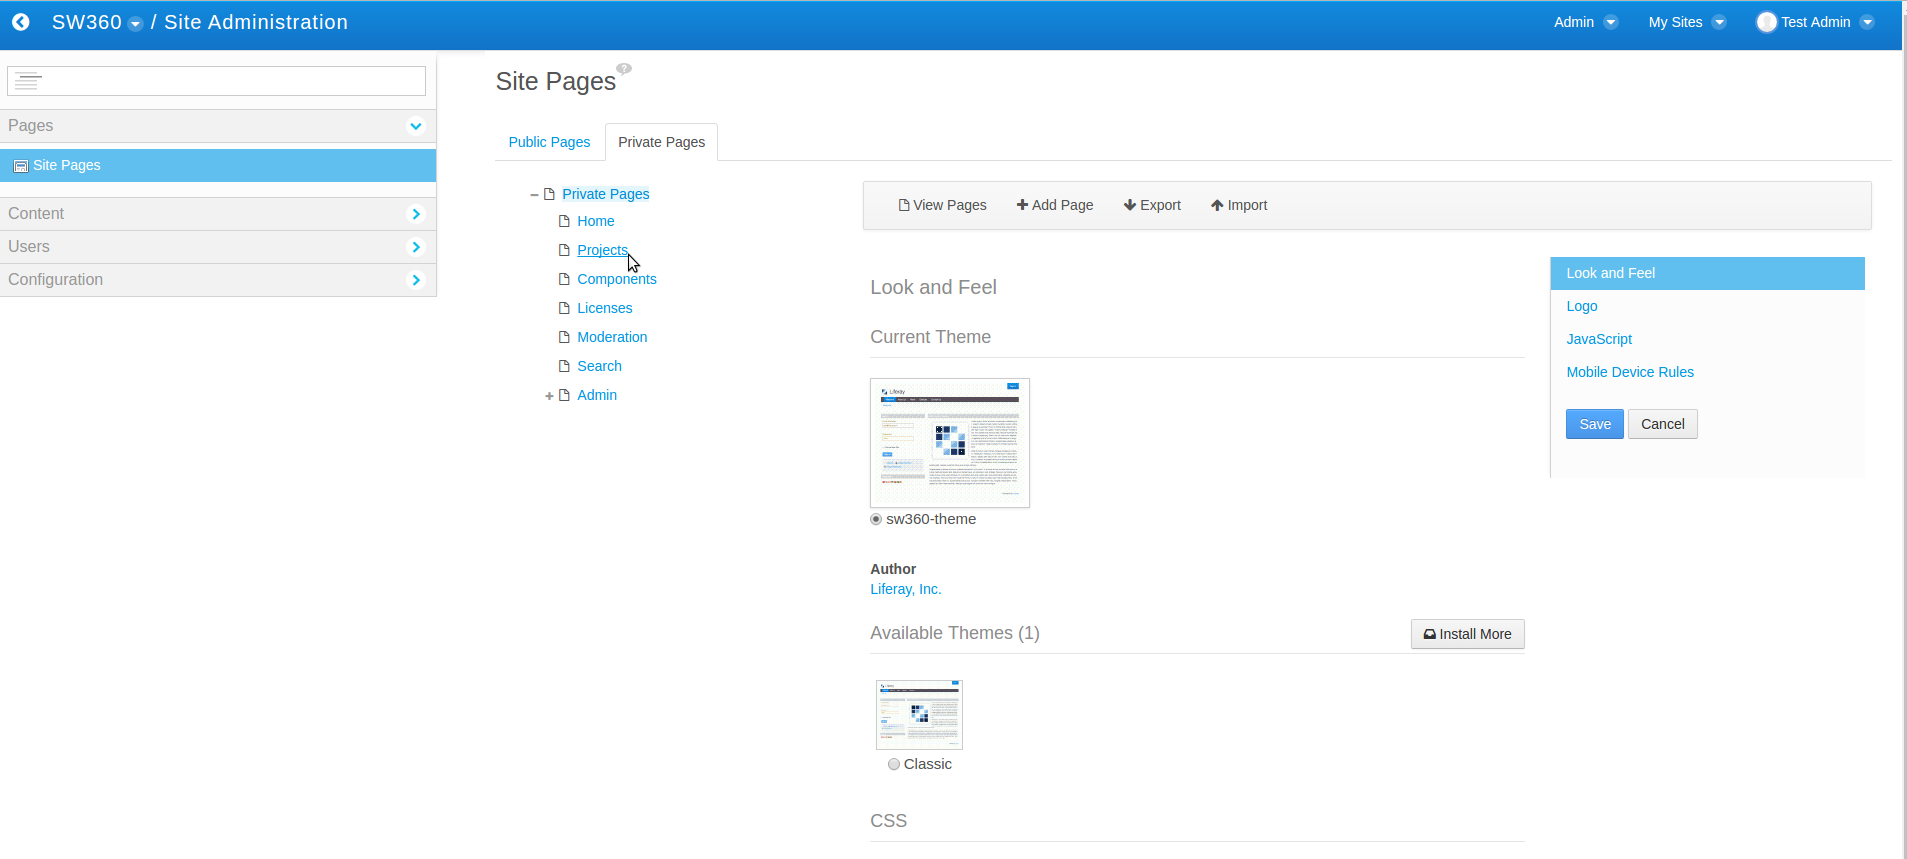 SW360 / Site Administration
Admin
My Sites
Test Admin
Pages
Site Pages
Content
Users
Configuration
Site Pages
?
Public Pages
Private Pages
Private Pages
Home
Projects
Components
Licenses
Moderation
Search
Admin
View Pages
Add Page
Export
Import
Look and Feel
Current Theme
Liferay
sw360-theme
Author
Liferay, Inc.
Available Themes (1)
Install More
Classic
CSS
Look and Feel
Logo
JavaScript
Mobile Device Rules
Save
Cancel